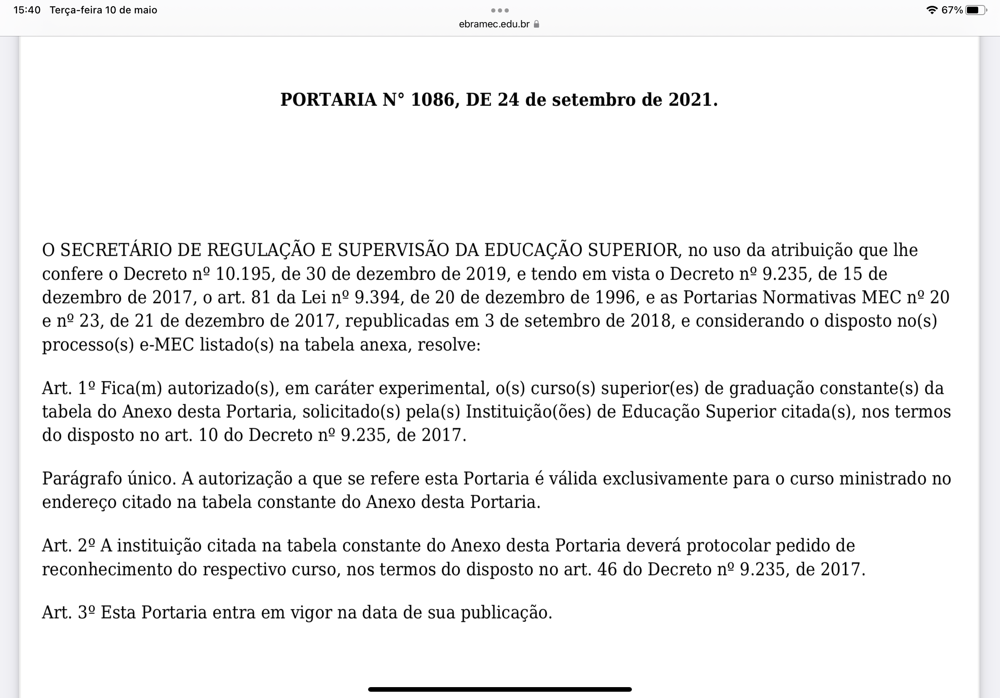 15:40 Terça-feira 10 de maio
67%
ebramec.edu.br
PORTARIA N° 1086, DE 24 de setembro de 2021.
O SECRETÁRIO DE REGULAÇÃO E SUPERVISÃO DA EDUCAÇÃO SUPERIOR, no uso da atribuição que lhe
confere o Decreto nº 10.195, de 30 de dezembro de 2019, e tendo em vista o Decreto nº 9.235, de 15 de
dezembro de 2017, o art. 81 da Lei nº 9.394, de 20 de dezembro de 1996, e as Portarias Normativas MEC nº 20
e nº 23, de 21 de dezembro de 2017, republicadas em 3 de setembro de 2018, e considerando o disposto no(s)
processo(s) e-MEC listado(s) na tabela anexa, resolve:
Art. 1º Fica(m) autorizado(s), em caráter experimental, o(s) curso(s) superior(es) de graduação constante(s) da
tabela do Anexo desta Portaria, solicitado(s) pela(s) Instituição(ões) de Educação Superior citada(s), nos termos
do disposto no art. 10 do Decreto nº 9.235, de 2017.
Parágrafo único. A autorização a que se refere esta Portaria é válida exclusivamente para o curso ministrado no
endereço citado na tabela constante do Anexo desta Portaria.
Art. 2º A instituição citada na tabela constante do Anexo desta Portaria deverá protocolar pedido de
reconhecimento do respectivo curso, nos termos do disposto no art. 46 do Decreto nº 9.235, de 2017.
Art. 3º Esta Portaria entra em vigor na data de sua publicação.